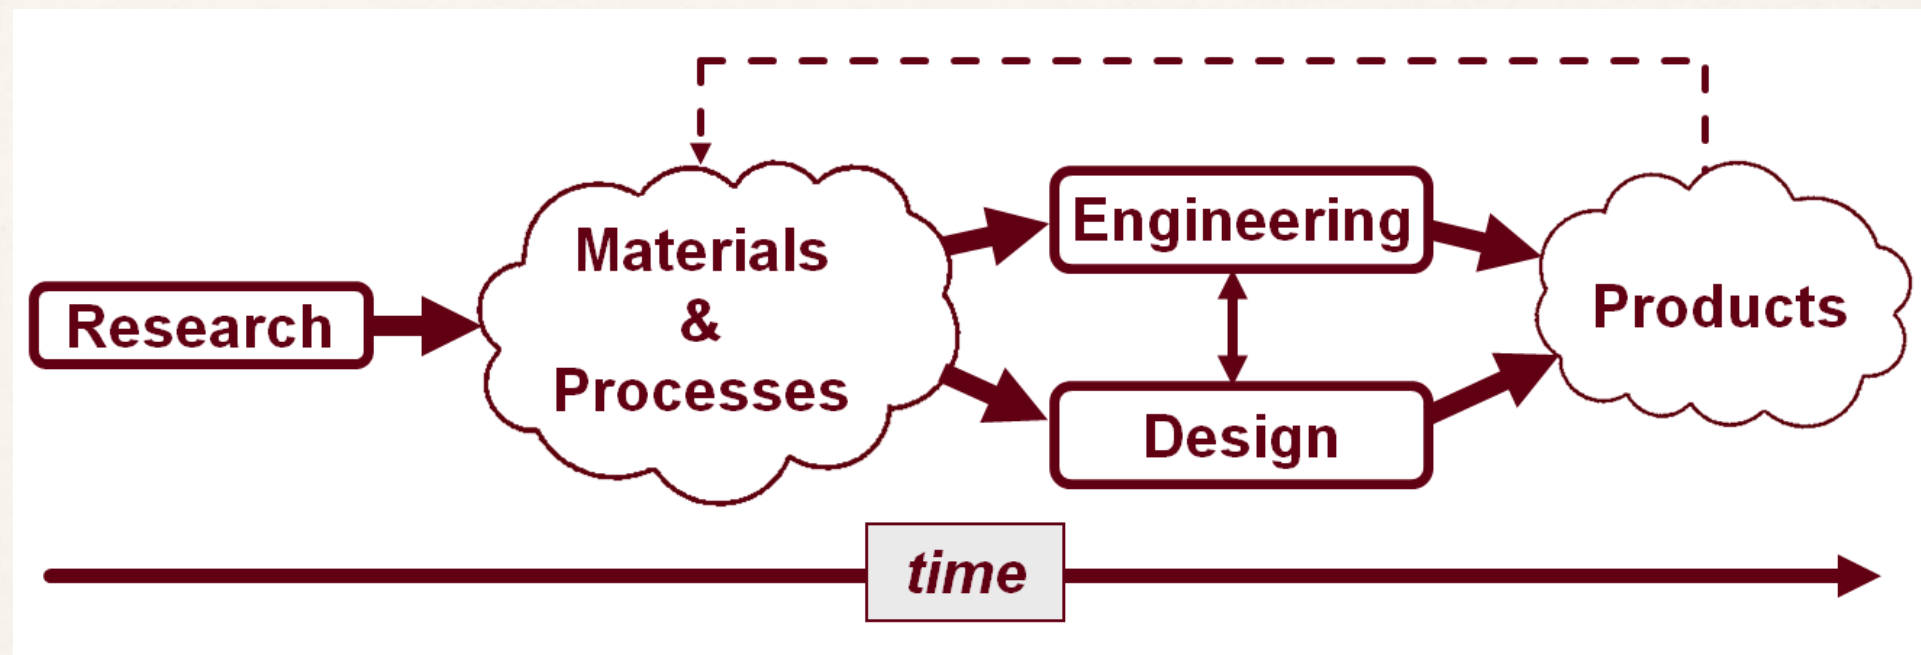 Research
Materials
&
Processes
Engineering
Design
Products
time